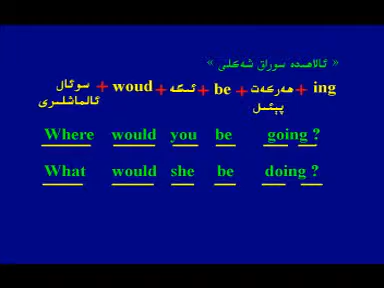 « ئالاھىدە سوراق شەكلى »
سوئال ئالماشلىرى + woud + ئىگە + be + ھەرىكەت پېئىل + ing
Where would you be going ?
What would she be doing ?